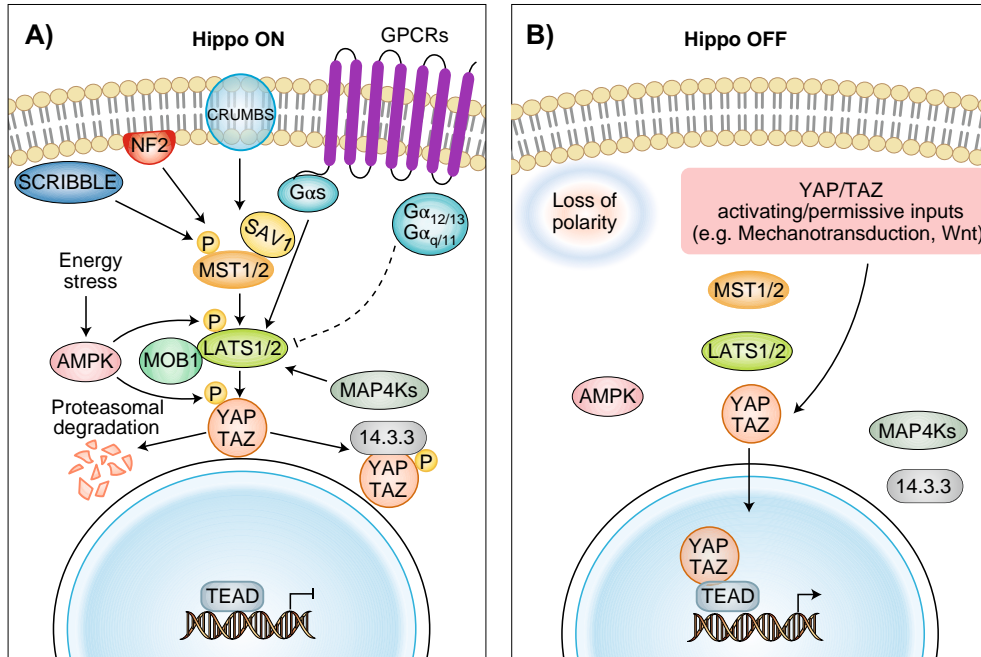 A)
Hippo ON
GPCRs
CRUMBS
NF2
SCRIBBLE
Gαs
Gα12/13
Gαq/11
P
SAV1
MST1/2
Energy
stress
P
LATS1/2
AMPK
MOB1
MAP4Ks
P
Proteasomal
degradation
YAP
TAZ
14.3.3
YAP
TAZ
P
TEAD
B)
Hippo OFF
Loss of
polarity
YAP/TAZ
activating/permissive inputs
(e.g. Mechanotransduction, Wnt)
MST1/2
LATS1/2
AMPK
YAP
TAZ
MAP4Ks
14.3.3
YAP
TAZ
TEAD